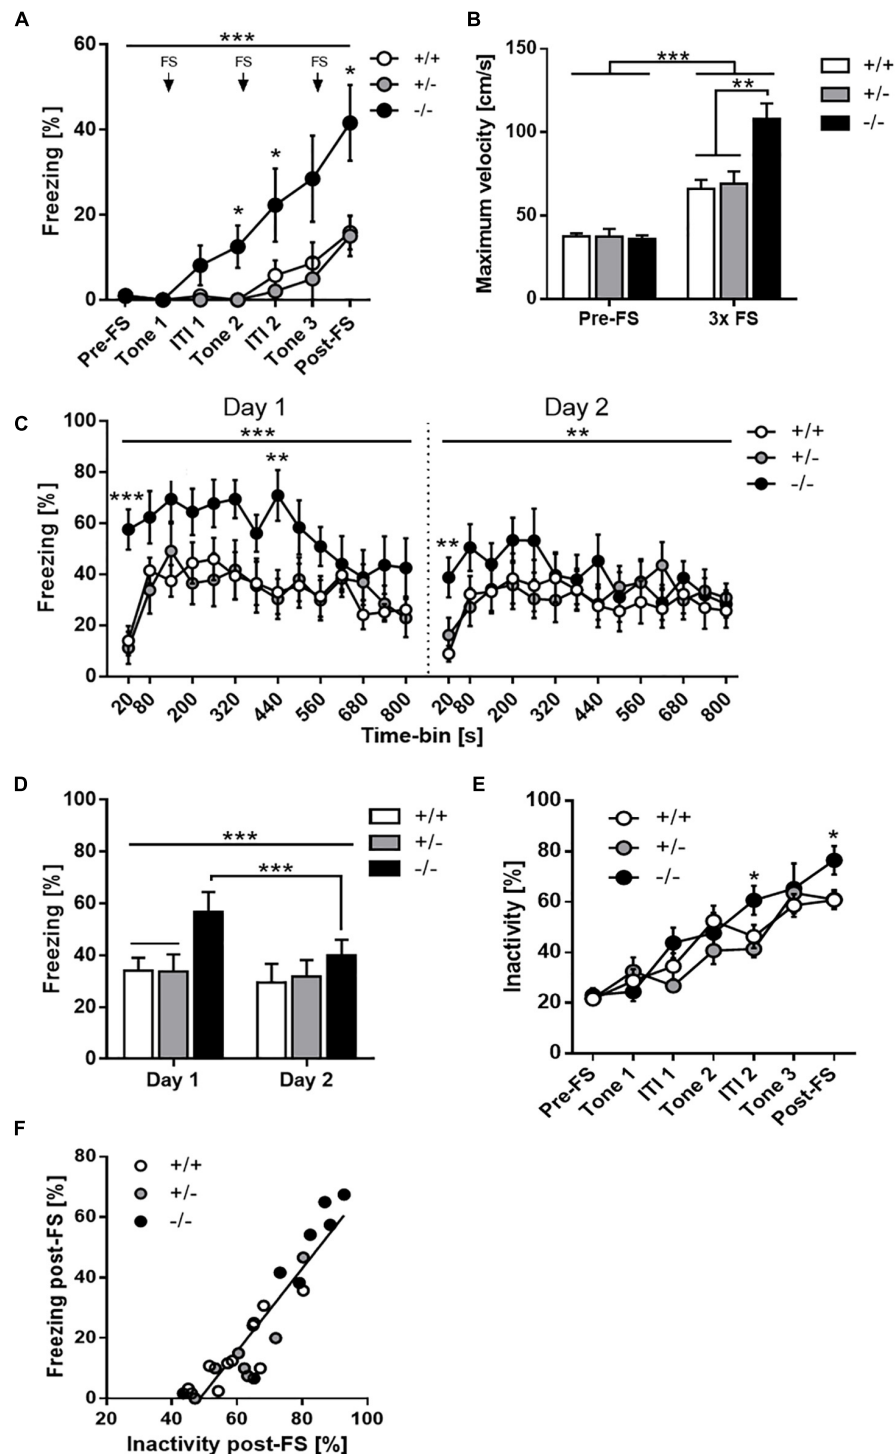 A
Freezing [%]
60
40
20
0
***
FS
FS
FS
*
*
*
+/+
+/-
-/-
Pre-FS
Tone 1
ITI 1
Tone 2
ITI 2
Tone 3
Post-FS
B
Maximum velocity [cm/s]
150
100
50
0
***
**
+/+
+/-
-/-
Pre-FS
3x FS
C
Day 1
Day 2
Freezing [%]
100
80
60
40
20
0
***
**
***
**
**
+/+
+/-
-/-
20
80
200
320
440
560
680
800
20
80
200
320
440
560
680
800
Time-bin [s]
D
Freezing [%]
100
80
60
40
20
0
***
***
+/+
+/-
-/-
Day 1
Day 2
E
Inactivity [%]
100
80
60
40
20
0
+/+
+/-
-/-
*
*
Pre-FS
Tone 1
ITI 1
Tone 2
ITI 2
Tone 3
Post-FS
F
Freezing post-FS [%]
80
60
40
20
0
+/+
+/-
-/-
20
40
60
80
100
Inactivity post-FS [%]